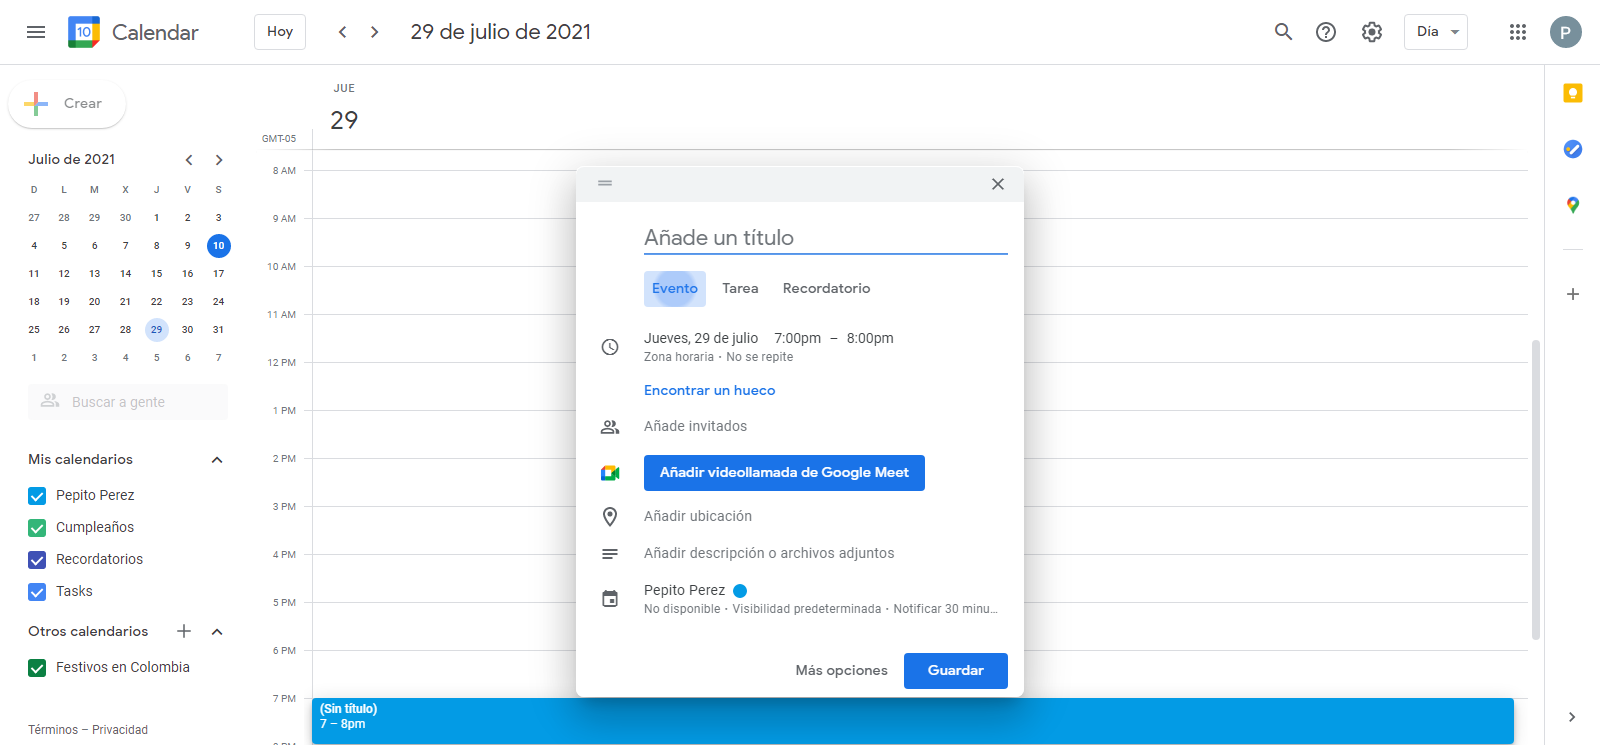 10
Calendar
Hoy
29 de julio de 2021
Día
P
Crear
Julio de 2021
D L M X J V S
27 28 29 30 1 2 3
4 5 6 7 8 9 10
11 12 13 14 15 16 17
18 19 20 21 22 23 24
25 26 27 28 29 30 31
1 2 3 4 5 6 7
Buscar a gente
Mis calendarios
Pepito Perez
Cumpleaños
Recordatorios
Tasks
Otros calendarios
Festivos en Colombia
Términos – Privacidad
JUE
29
GMT-05
8 AM
9 AM
10 AM
11 AM
12 PM
1 PM
2 PM
3 PM
4 PM
5 PM
6 PM
7 PM
(Sin título)
7 – 8pm
Añade un título
Evento Tarea Recordatorio
Jueves, 29 de julio 7:00pm – 8:00pm
Zona horaria · No se repite
Encontrar un hueco
Añade invitados
Añadir videollamada de Google Meet
Añadir ubicación
Añadir descripción o archivos adjuntos
Pepito Perez
No disponible · Visibilidad predeterminada · Notificar 30 minu...
Más opciones
Guardar